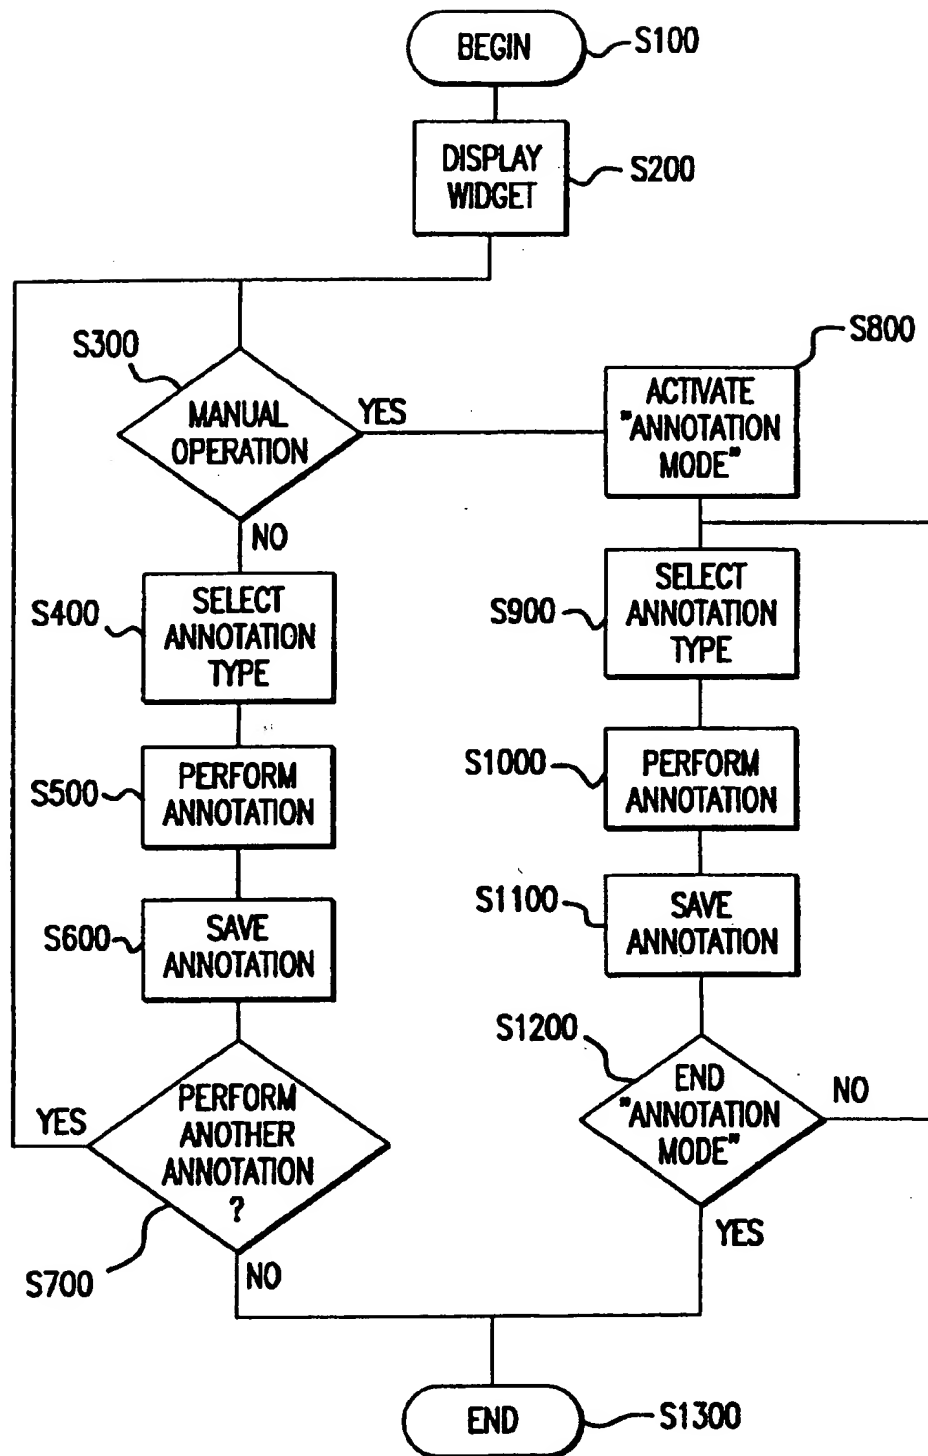 BEGIN
S100
DISPLAY
WIDGET
S200
S300
MANUAL
OPERATION
YES
NO
S800
ACTIVATE
"ANNOTATION
MODE"
S400
SELECT
ANNOTATION
TYPE
S900
SELECT
ANNOTATION
TYPE
S500
PERFORM
ANNOTATION
S1000
PERFORM
ANNOTATION
S600
SAVE
ANNOTATION
S1100
SAVE
ANNOTATION
YES
PERFORM
ANOTHER
ANNOTATION
?
S700
NO
S1200
END
"ANNOTATION
MODE"
NO
YES
END
S1300